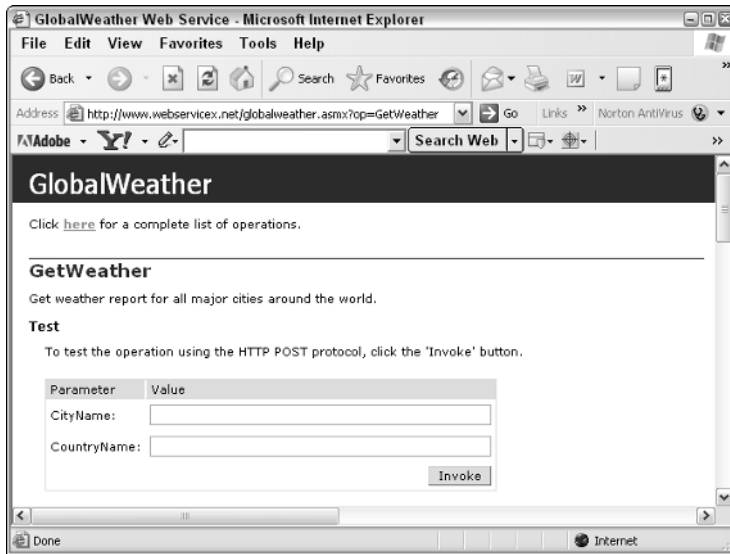 GlobalWeather Web Service - Microsoft Internet Explorer
File Edit View Favorites Tools Help
Back Search Favorites W »
Address http://www.webservicex.net/globalweather.asmx?op=GetWeather Go Links » Norton AntiVirus
Adobe Y! Search Web »
GlobalWeather
Click here for a complete list of operations.
GetWeather
Get weather report for all major cities around the world.
Test
To test the operation using the HTTP POST protocol, click the 'Invoke' button.
Parameter Value
CityName:
CountryName:
Invoke
Done Internet